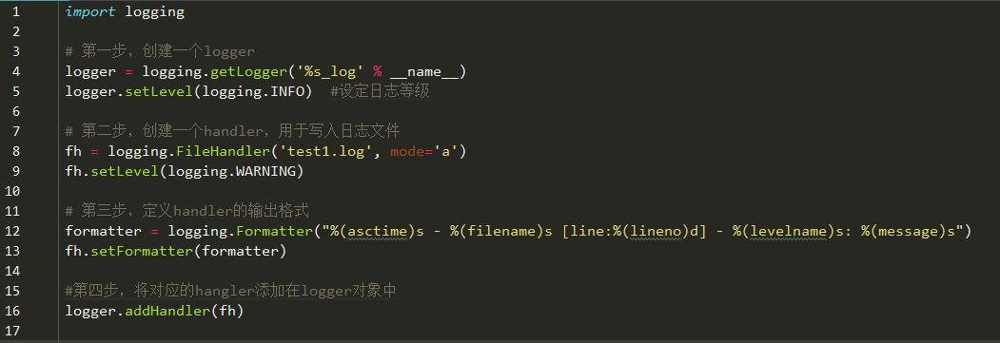 1 import logging
2
3 # 第一步，创建一个logger
4 logger = logging.getLogger('%s_log' % __name__)
5 logger.setLevel(logging.INFO)  #设定日志等级
6
7 # 第二步，创建一个handler，用于写入日志文件
8 fh = logging.FileHandler('test1.log', mode='a')
9 fh.setLevel(logging.WARNING)
10
11 # 第三步，定义handler的输出格式
12 formatter = logging.Formatter("%(asctime)s - %(filename)s [line:%(lineno)d] - %(levelname)s: %(message)s")
13 fh.setFormatter(formatter)
14
15 #第四步，将对应的hangler添加在logger对象中
16 logger.addHandler(fh)
17